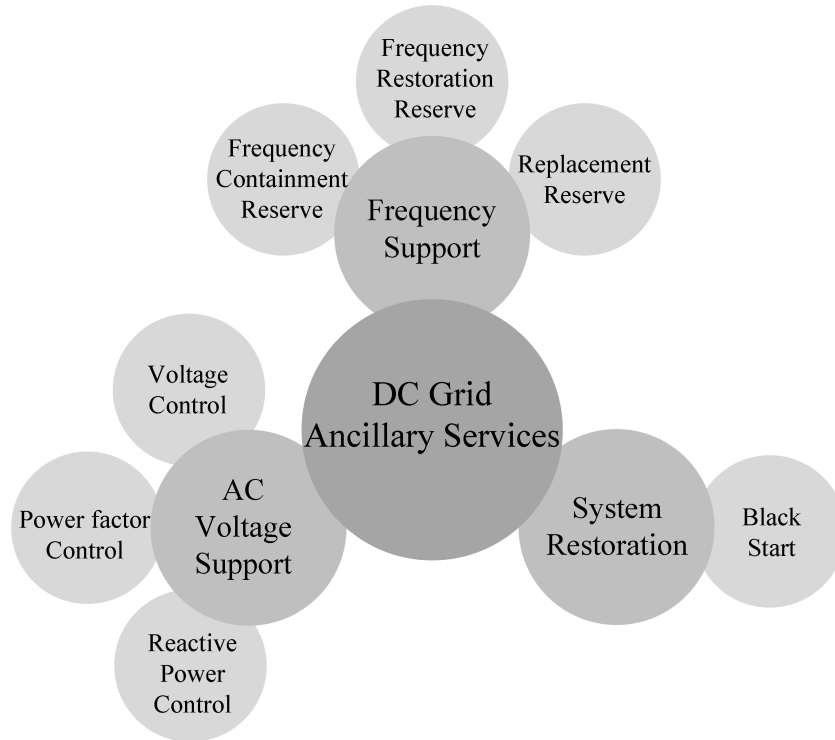 Frequency
Restoration
Reserve
Frequency
Containment
Reserve
Replacement
Reserve
Frequency
Support
DC Grid
Ancillary Services
Voltage
Control
AC
Voltage
Support
Power factor
Control
Reactive
Power
Control
System
Restoration
Black
Start